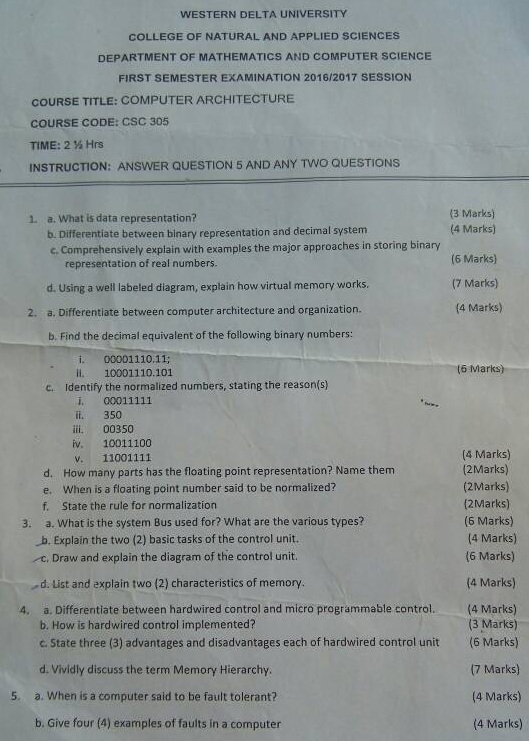 WESTERN DELTA UNIVERSITY
COLLEGE OF NATURAL AND APPLIED SCIENCES
DEPARTMENT OF MATHEMATICS AND COMPUTER SCIENCE
FIRST SEMESTER EXAMINATION 2016/2017 SESSION
COURSE TITLE: COMPUTER ARCHITECTURE
COURSE CODE: CSC 305
TIME: 2 ½ Hrs
INSTRUCTION: ANSWER QUESTION 5 AND ANY TWO QUESTIONS
1. a. What is data representation? (3 Marks)
b. Differentiate between binary representation and decimal system (4 Marks)
c. Comprehensively explain with examples the major approaches in storing binary
representation of real numbers. (6 Marks)
d. Using a well labeled diagram, explain how virtual memory works. (7 Marks)
2. a. Differentiate between computer architecture and organization. (4 Marks)
b. Find the decimal equivalent of the following binary numbers:
i. 00001110.11;
ii. 10001110.101 (6 Marks)
c. Identify the normalized numbers, stating the reason(s)
i. 00011111
ii. 350
iii. 00350
iv. 10011100
v. 11001111 (4 Marks)
d. How many parts has the floating point representation? Name them (2Marks)
e. When is a floating point number said to be normalized? (2Marks)
f. State the rule for normalization (2Marks)
3. a. What is the system Bus used for? What are the various types? (6 Marks)
b. Explain the two (2) basic tasks of the control unit. (4 Marks)
c. Draw and explain the diagram of the control unit. (6 Marks)
d. List and explain two (2) characteristics of memory. (4 Marks)
4. a. Differentiate between hardwired control and micro programmable control. (4 Marks)
b. How is hardwired control implemented? (3 Marks)
c. State three (3) advantages and disadvantages each of hardwired control unit (6 Marks)
d. Vividly discuss the term Memory Hierarchy. (7 Marks)
5. a. When is a computer said to be fault tolerant? (4 Marks)
b. Give four (4) examples of faults in a computer (4 Marks)